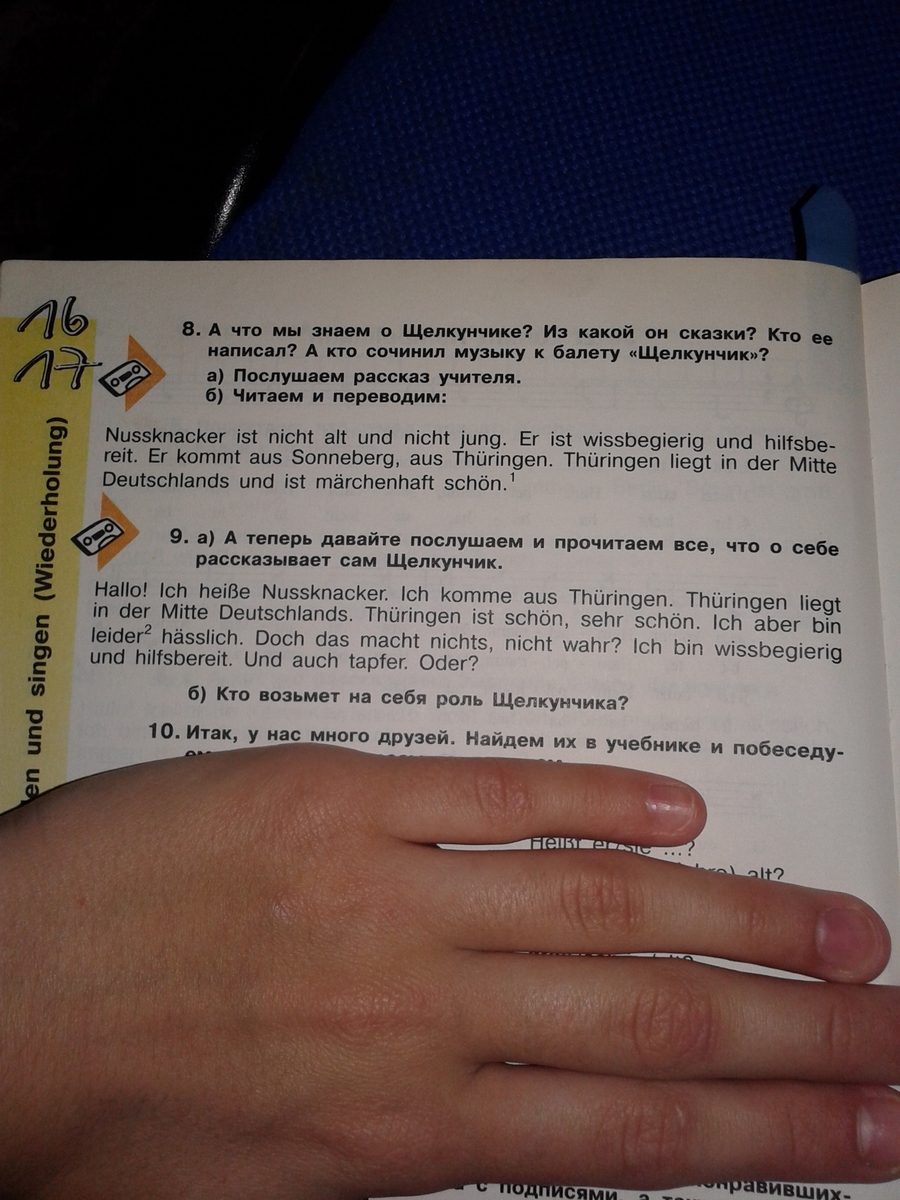 16
17
8. А что мы знаем о Щелкунчике? Из какой он сказки? Кто ее
написал? А кто сочинил музыку к балету «Щелкунчик»?
а) Послушаем рассказ учителя.
б) Читаем и переводим:
Nussknacker ist nicht alt und nicht jung. Er ist wissbegierig und hilfsbe-
reit. Er kommt aus Sonneberg, aus Thüringen. Thüringen liegt in der Mitte
Deutschlands und ist märchenhaft schön.¹
9. а) А теперь давайте послушаем и прочитаем все, что о себе
рассказывает сам Щелкунчик.
Hallo! Ich heiße Nussknacker. Ich komme aus Thüringen. Thüringen liegt
in der Mitte Deutschlands. Thüringen ist schön, sehr schön. Ich aber bin
leider² hässlich. Doch das macht nichts, nicht wahr? Ich bin wissbegierig
und hilfsbereit. Und auch tapfer. Oder?
б) Кто возьмет на себя роль Щелкунчика?
10. Итак, у нас много друзей. Найдем их в учебнике и побеседу-
Heißt er/sie ...?
alt?
с подписями, а
und singen (Wiederholung)